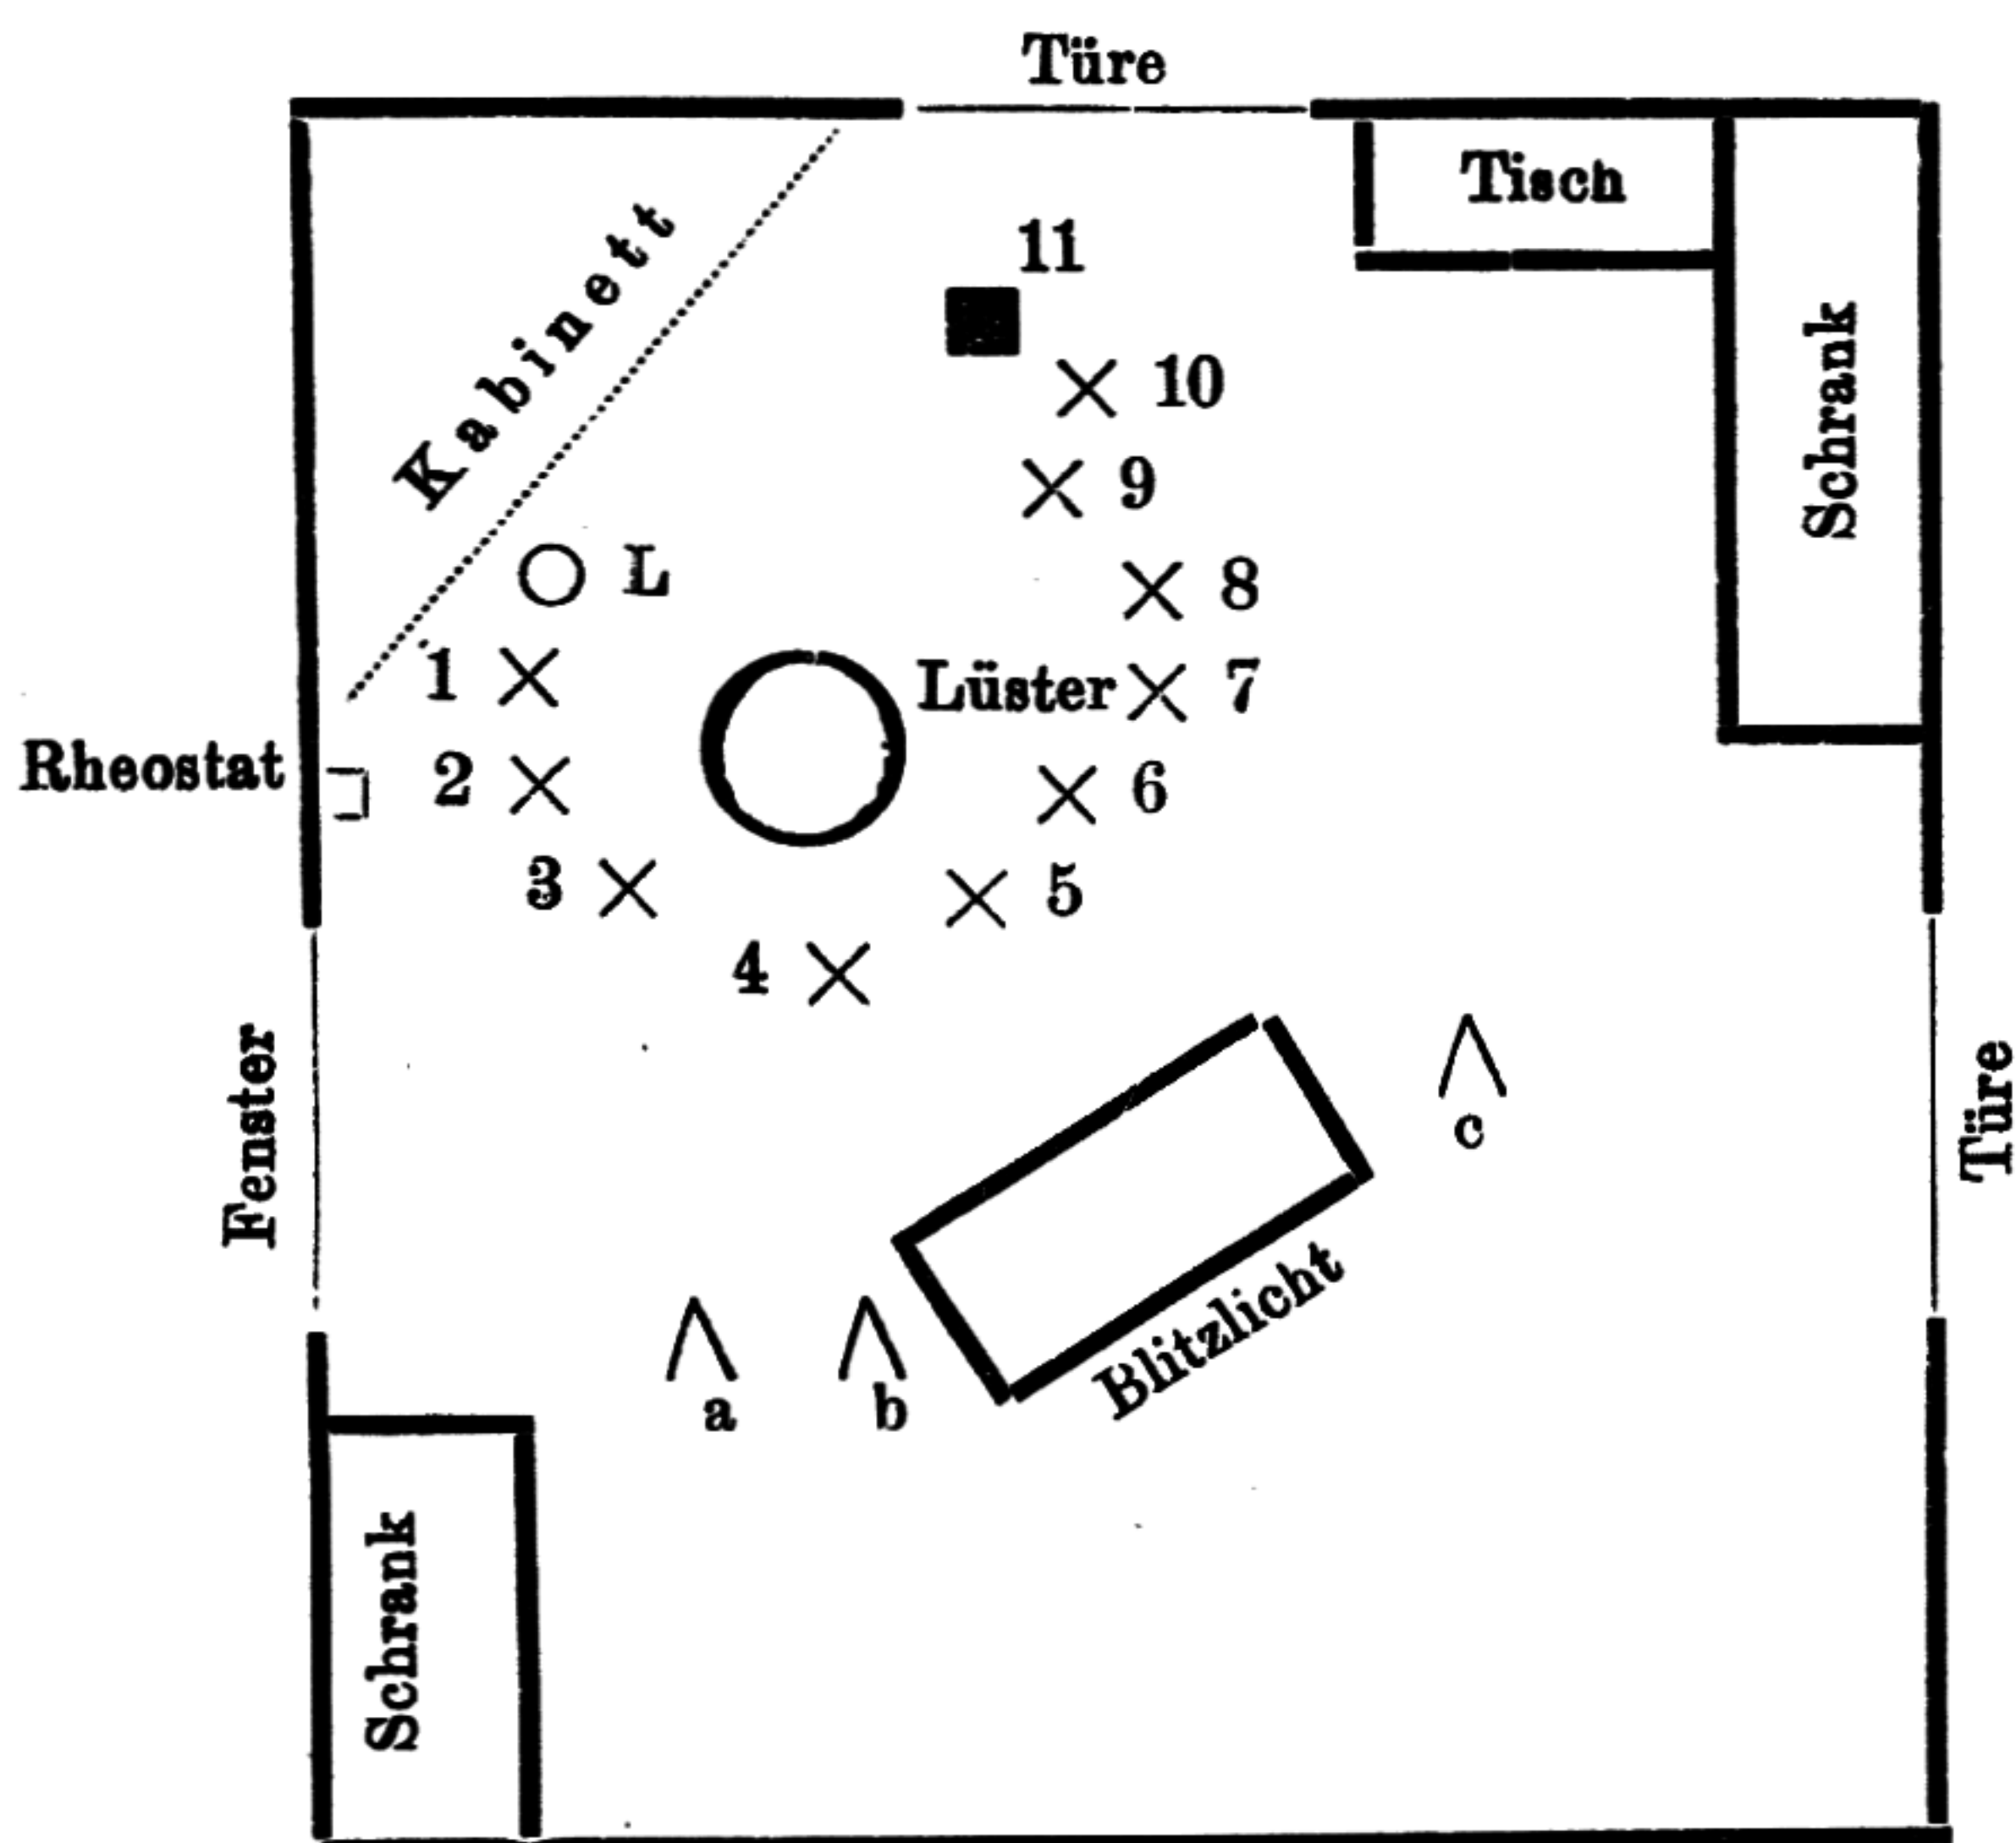 Türe
Tisch
11
Kabinett
10
Schrank
9
L
8
1
Lüster
7
Rheostat
2
6
3
5
4
Fenster
c
Türe
Blitzlicht
a
b
Schrank